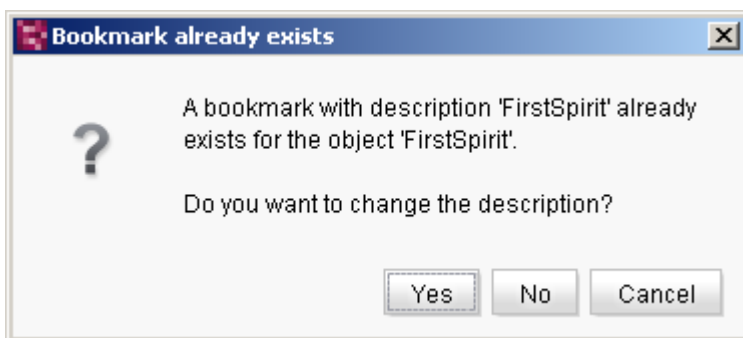 Bookmark already exists
A bookmark with description 'FirstSpirit' already
exists for the object 'FirstSpirit'.
Do you want to change the description?
Yes No Cancel